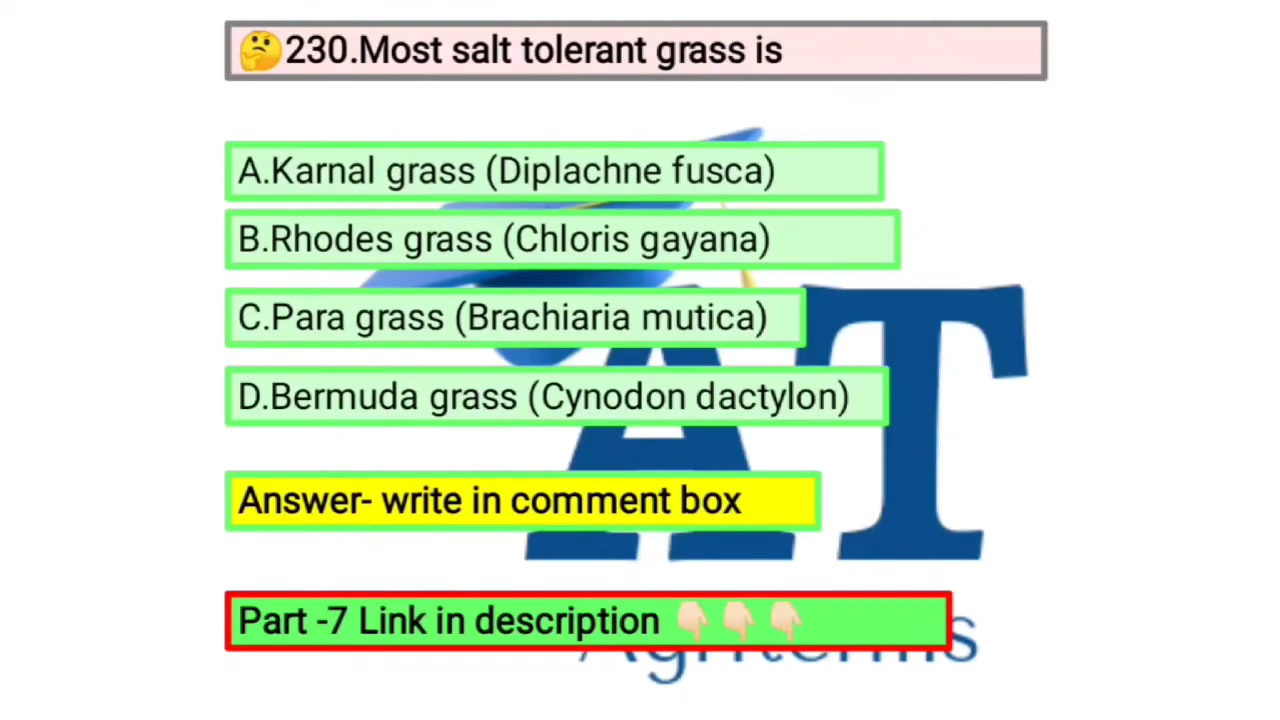 🤔230.Most salt tolerant grass is
A.Karnal grass (Diplachne fusca)
B.Rhodes grass (Chloris gayana)
C.Para grass (Brachiaria mutica)
D.Bermuda grass (Cynodon dactylon)
Answer- write in comment box
Part -7 Link in description 👇🏻👇🏻👇🏻
AT